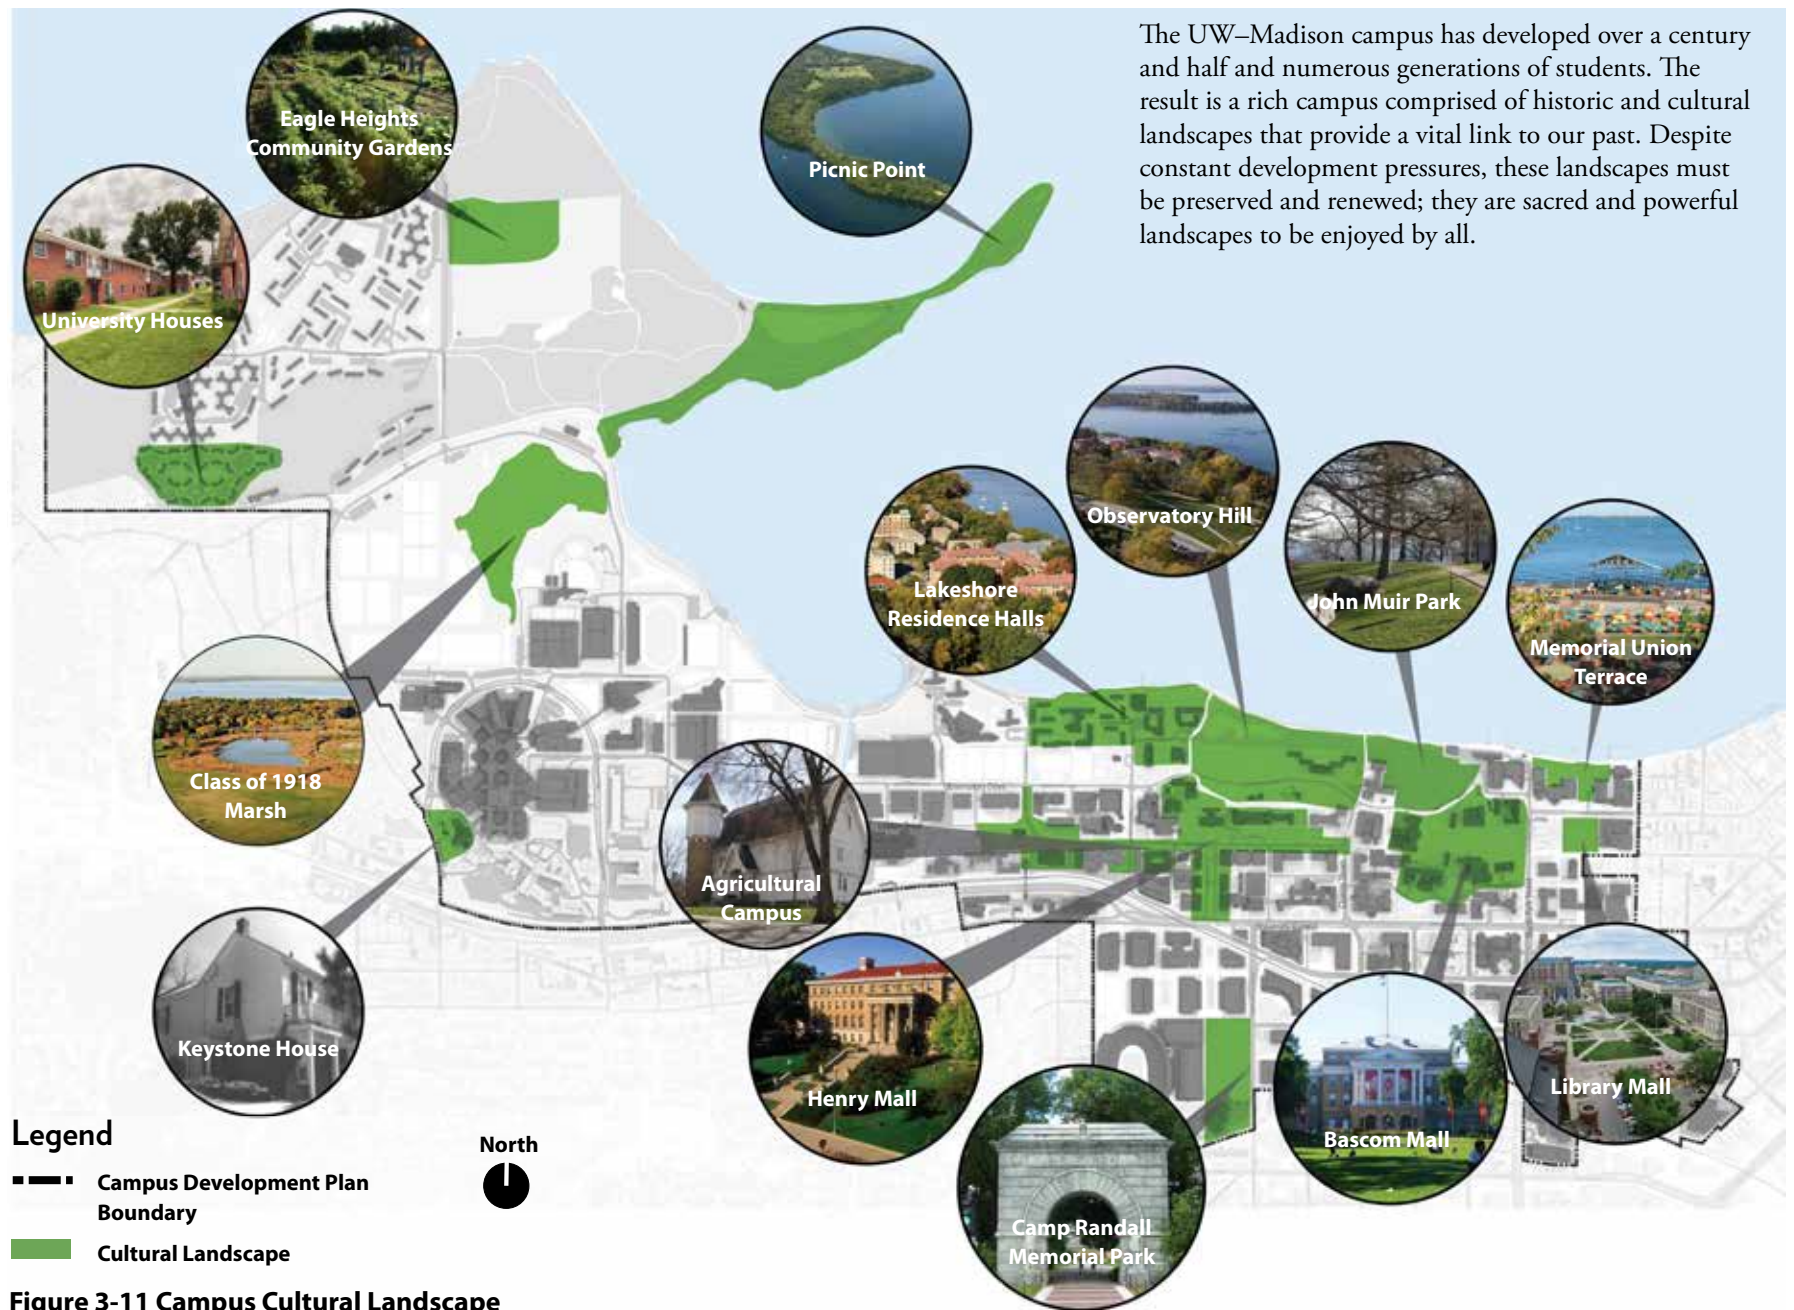 The UW–Madison campus has developed over a century
and half and numerous generations of students. The
result is a rich campus comprised of historic and cultural
landscapes that provide a vital link to our past. Despite
constant development pressures, these landscapes must
be preserved and renewed; they are sacred and powerful
landscapes to be enjoyed by all.
Eagle Heights
Community Gardens
Picnic Point
University Houses
Observatory Hill
Lakeshore
Residence Halls
John Muir Park
Memorial Union
Terrace
Class of 1918
Marsh
Agricultural
Campus
Keystone House
Henry Mall
Library Mall
Bascom Mall
Camp Randall
Memorial Park
Legend
North
Campus Development Plan
Boundary
Cultural Landscape
Figure 3-11 Campus Cultural Landscape